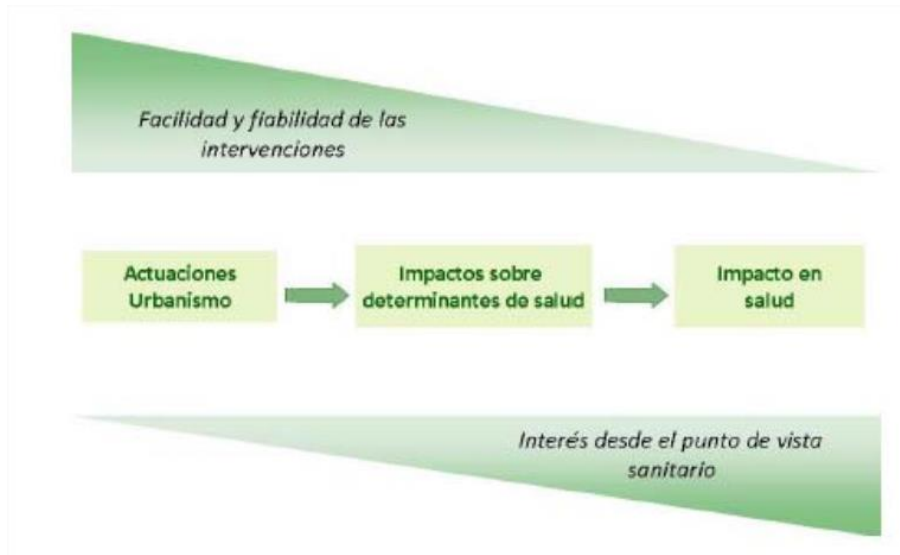 Facilidad y fiabilidad de las
intervenciones
Actuaciones
Urbanismo
Impactos sobre
determinantes de salud
Impacto en
salud
Interés desde el punto de vista
sanitario